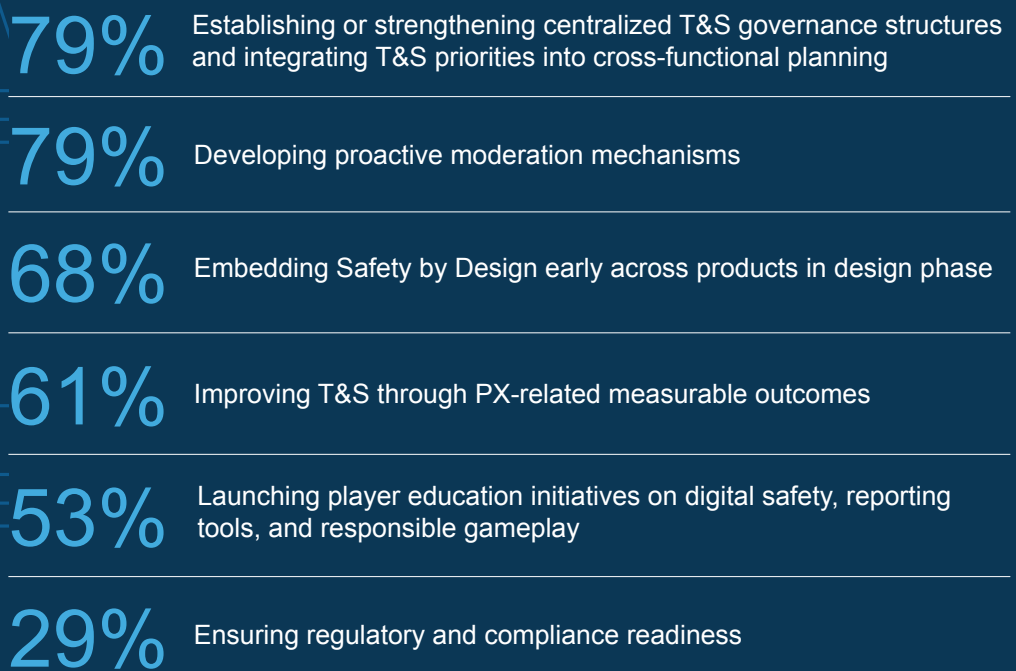 79%
Establishing or strengthening centralized T&S governance structures
and integrating T&S priorities into cross-functional planning
79%
Developing proactive moderation mechanisms
68%
Embedding Safety by Design early across products in design phase
61%
Improving T&S through PX-related measurable outcomes
53%
Launching player education initiatives on digital safety, reporting
tools, and responsible gameplay
29%
Ensuring regulatory and compliance readiness